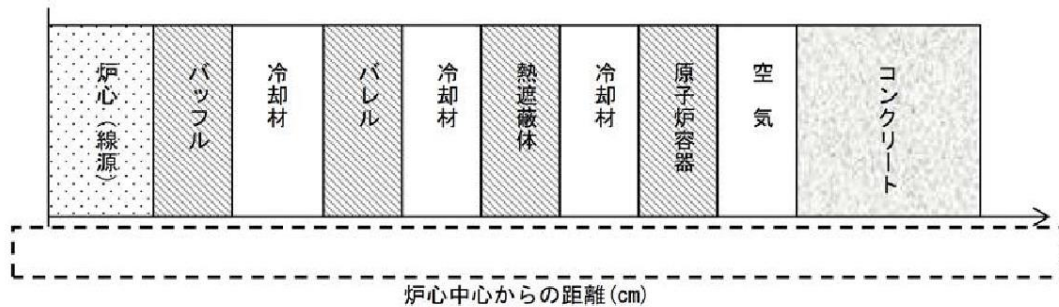 炉心（線源）
バッフル
冷却材
バレル
冷却材
熱遮蔽体
冷却材
原子炉容器
空気
コンクリート
炉心中心からの距離(cm)